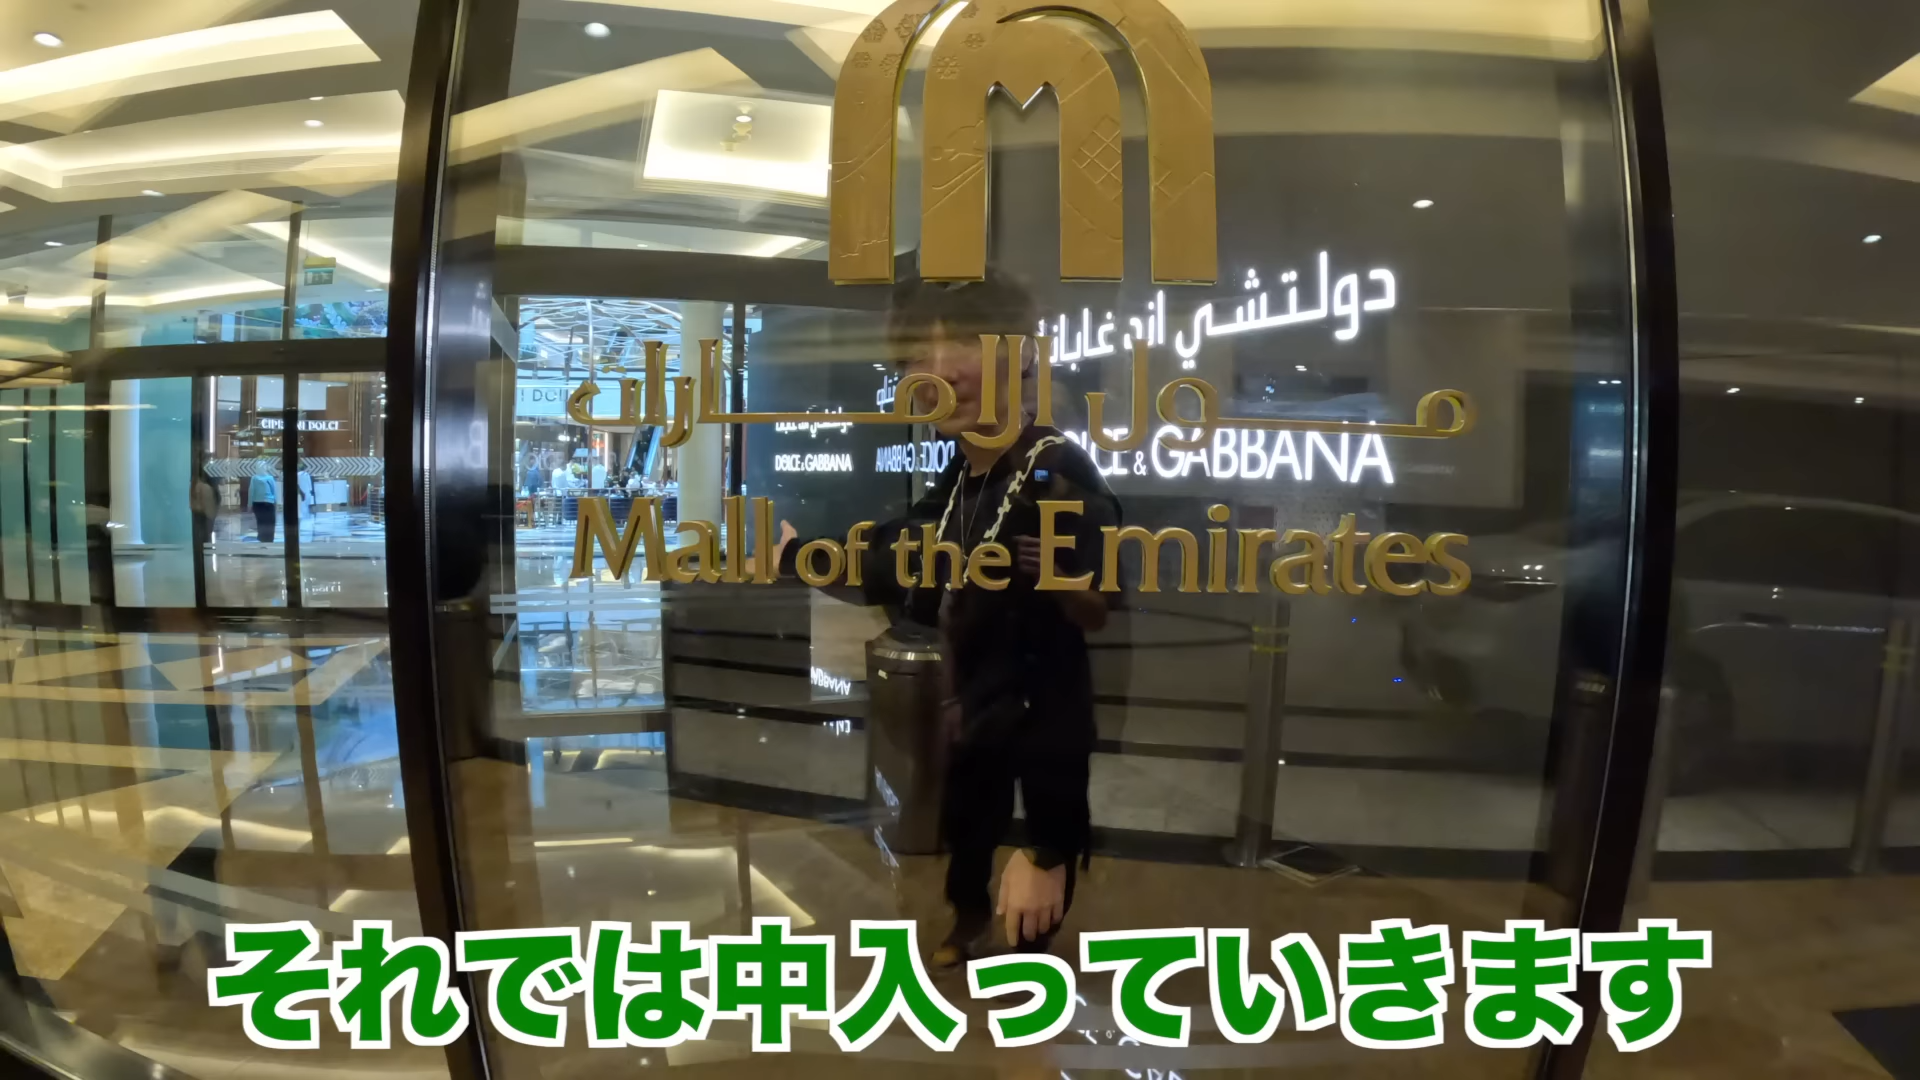 دولتشي اند غابانا
مول الإمارات
DOLCE & GABBANA
CIPRIANI DOLCI
DOLCE & GABBANA
Mall of the Emirates
それでは中入っていきます